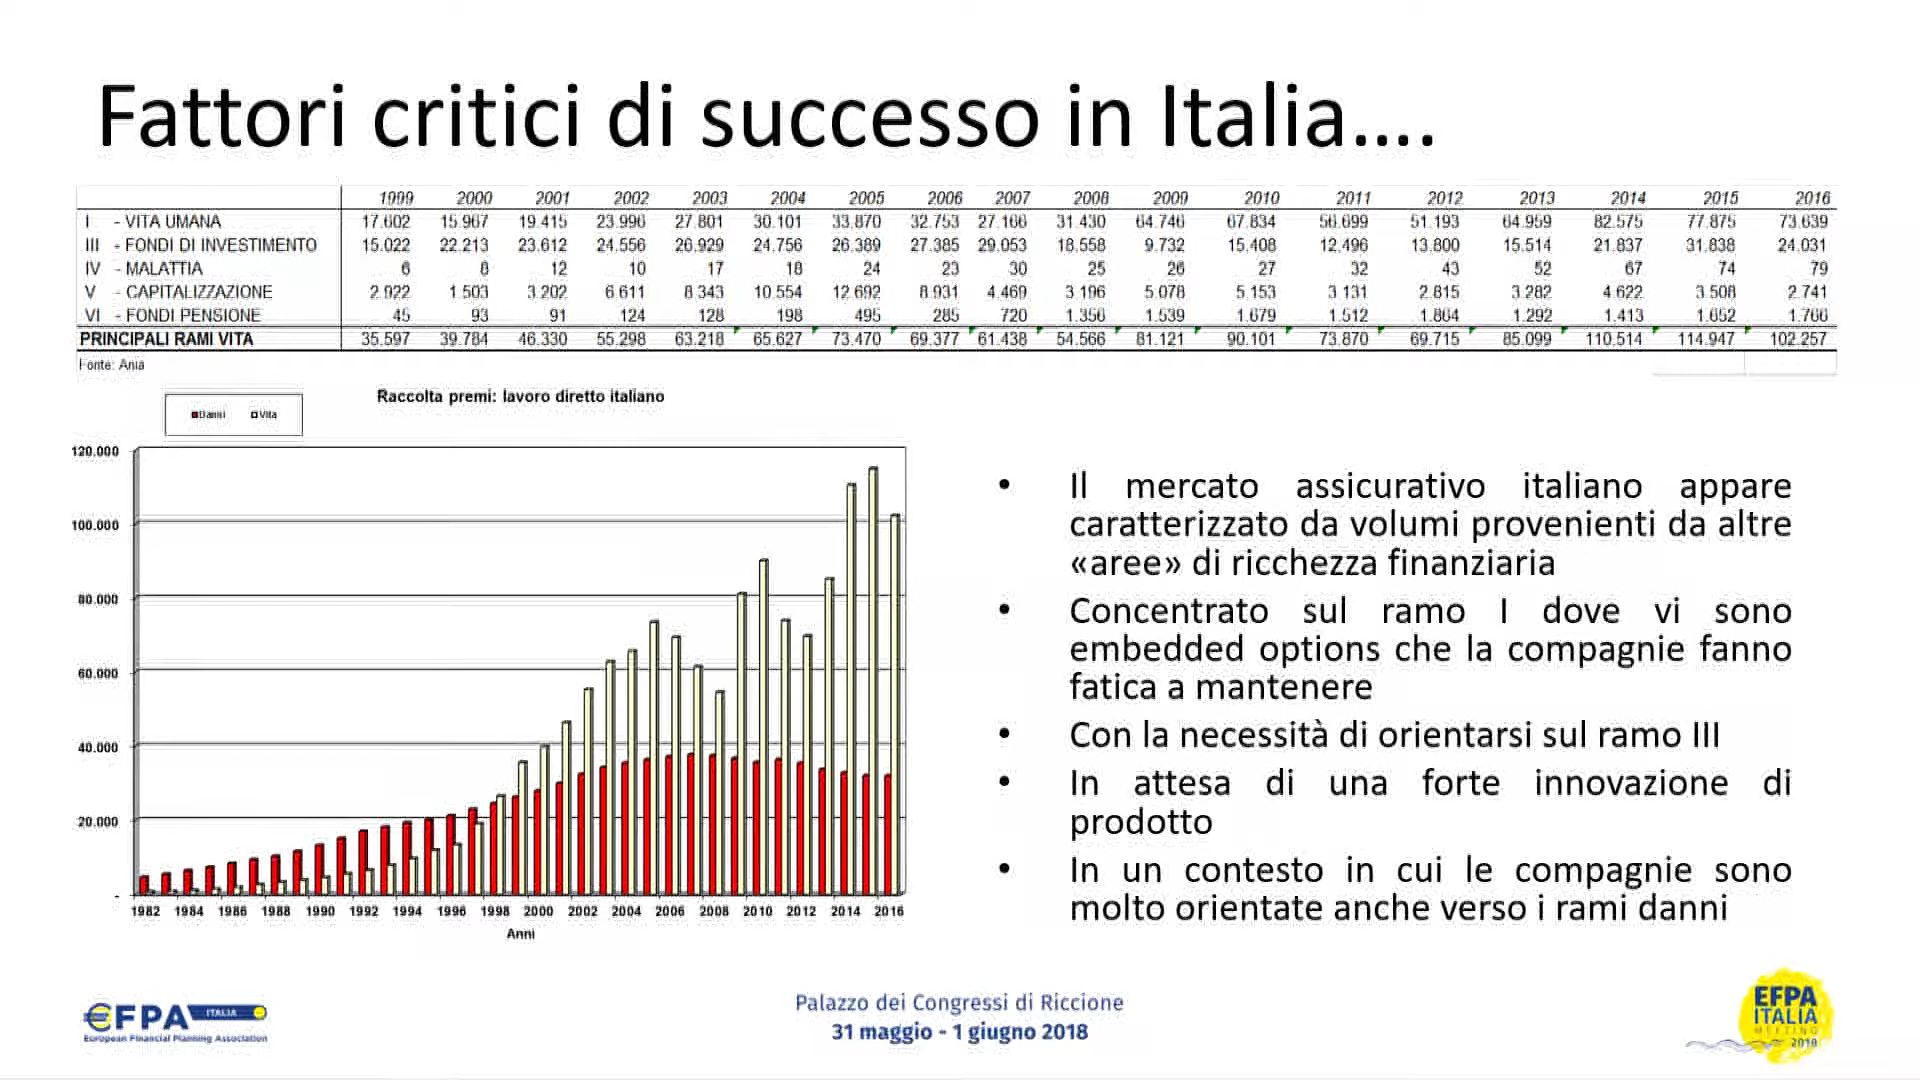 Fattori critici di successo in Italia....
1999 2000 2001 2002 2003 2004 2005 2006 2007 2008 2009 2010 2011 2012 2013 2014 2015 2016
I - VITA UMANA 17.602 15.967 19.415 23.996 27.801 30.101 33.870 32.753 27.166 31.430 64.746 67.834 56.699 51.193 64.959 82.575 77.875 73.639
III - FONDI DI INVESTIMENTO 15.022 22.213 23.612 24.556 26.929 24.756 26.389 27.385 29.053 18.558 9.732 15.408 12.496 13.800 15.514 21.837 31.838 24.031
IV - MALATTIA 6 8 12 10 17 18 24 23 30 25 26 27 32 43 52 67 74 79
V - CAPITALIZZAZIONE 2.922 1.503 3.202 6.611 8.343 10.554 12.692 8.931 4.469 3.196 5.078 5.153 3.131 2.815 3.282 4.622 3.508 2.741
VI - FONDI PENSIONE 45 93 91 124 128 198 495 285 720 1.356 1.539 1.679 1.512 1.864 1.292 1.413 1.652 1.766
PRINCIPALI RAMI VITA 35.597 39.784 46.330 55.298 63.218 65.627 73.470 69.377 61.438 54.566 81.121 90.101 73.870 69.715 85.099 110.514 114.947 102.257
Fonte: Ania
Raccolta premi: lavoro diretto italiano
Danni Vita
120.000
100.000
80.000
60.000
40.000
20.000
-
1982 1984 1986 1988 1990 1992 1994 1996 1998 2000 2002 2004 2006 2008 2010 2012 2014 2016
Anni
• Il mercato assicurativo italiano appare
caratterizzato da volumi provenienti da altre
«aree» di ricchezza finanziaria
• Concentrato sul ramo I dove vi sono
embedded options che la compagnie fanno
fatica a mantenere
• Con la necessità di orientarsi sul ramo III
• In attesa di una forte innovazione di
prodotto
• In un contesto in cui le compagnie sono
molto orientate anche verso i rami danni
EFPA ITALIA
European Financial Planning Association
Palazzo dei Congressi di Riccione
31 maggio - 1 giugno 2018
EFPA
ITALIA
MEETING
2018